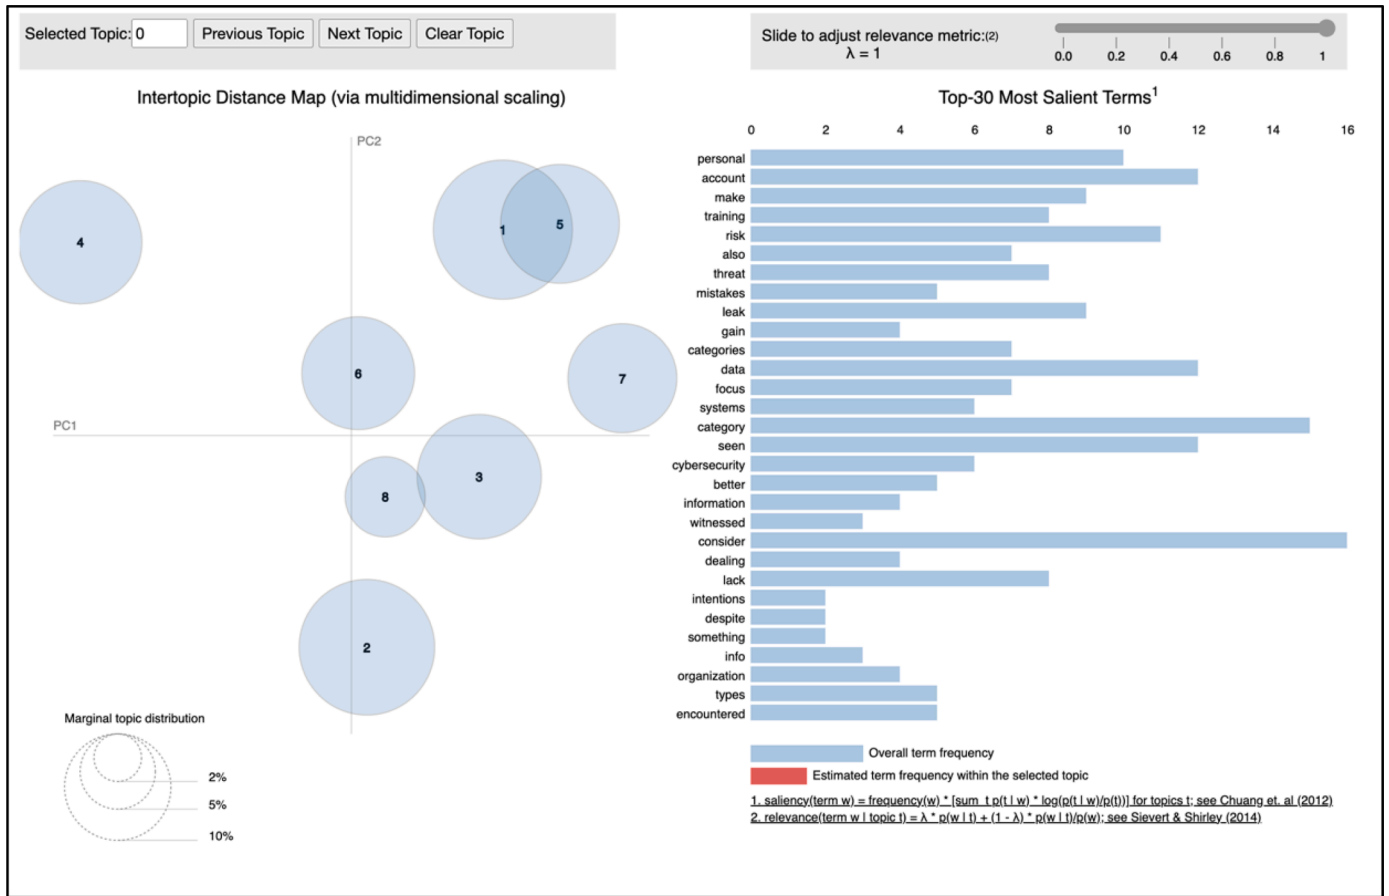 Selected Topic: 0 Previous Topic Next Topic Clear Topic
Slide to adjust relevance metric:(2)
λ = 1
0.0 0.2 0.4 0.6 0.8 1
Intertopic Distance Map (via multidimensional scaling)
PC2
PC1
4
1
5
6
7
3
8
2
Marginal topic distribution
2%
5%
10%
Top-30 Most Salient Terms1
0 2 4 6 8 10 12 14 16
personal
account
make
training
risk
also
threat
mistakes
leak
gain
categories
data
focus
systems
category
seen
cybersecurity
better
information
witnessed
consider
dealing
lack
intentions
despite
something
info
organization
types
encountered
Overall term frequency
Estimated term frequency within the selected topic
1. saliency(term w) = frequency(w) * [sum_t p(t | w) * log(p(t | w)/p(t))] for topics t; see Chuang et. al (2012)
2. relevance(term w | topic t) = λ * p(w | t) + (1 - λ) * p(w | t)/p(w); see Sievert & Shirley (2014)